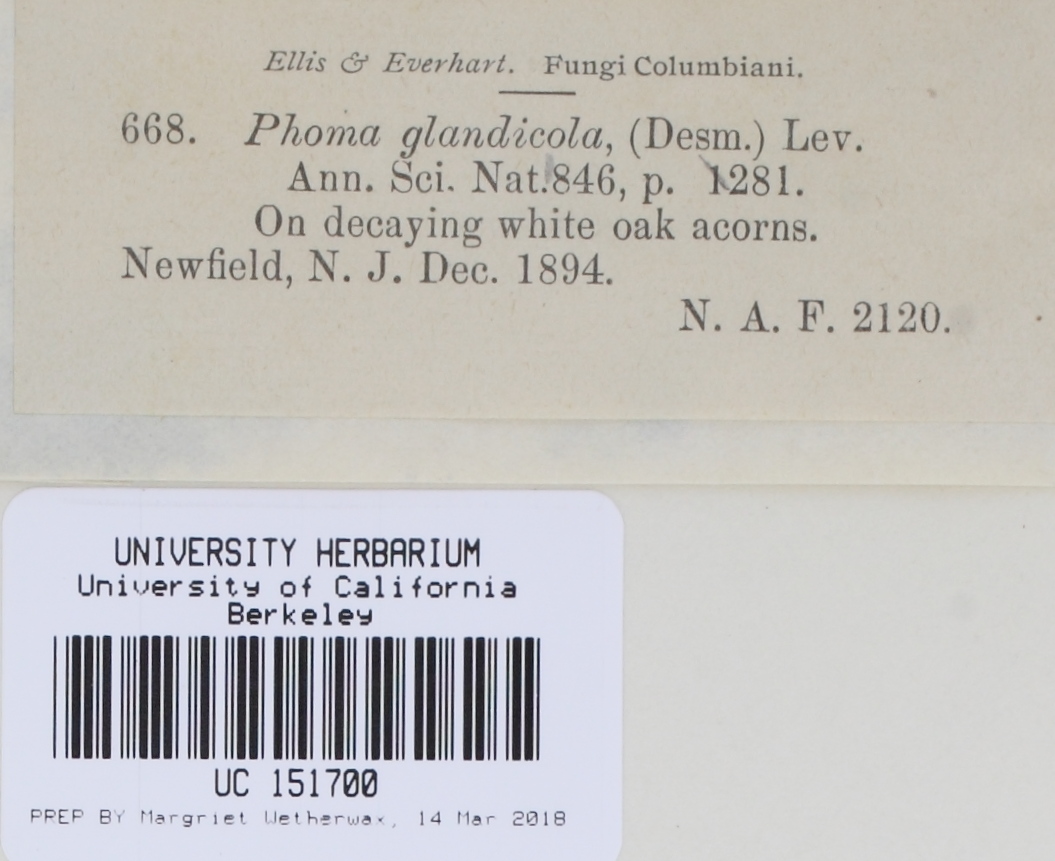 Ellis & Everhart. Fungi Columbiani.
668. Phoma glandicola, (Desm.) Lev.
Ann. Sci. Nat. 846, p. 1281.
On decaying white oak acorns.
Newfield, N. J. Dec. 1894.
N. A. F. 2120.
UNIVERSITY HERBARIUM
University of California
Berkeley
UC 151700
PREP BY Margriet Wetherwax, 14 Mar 2018